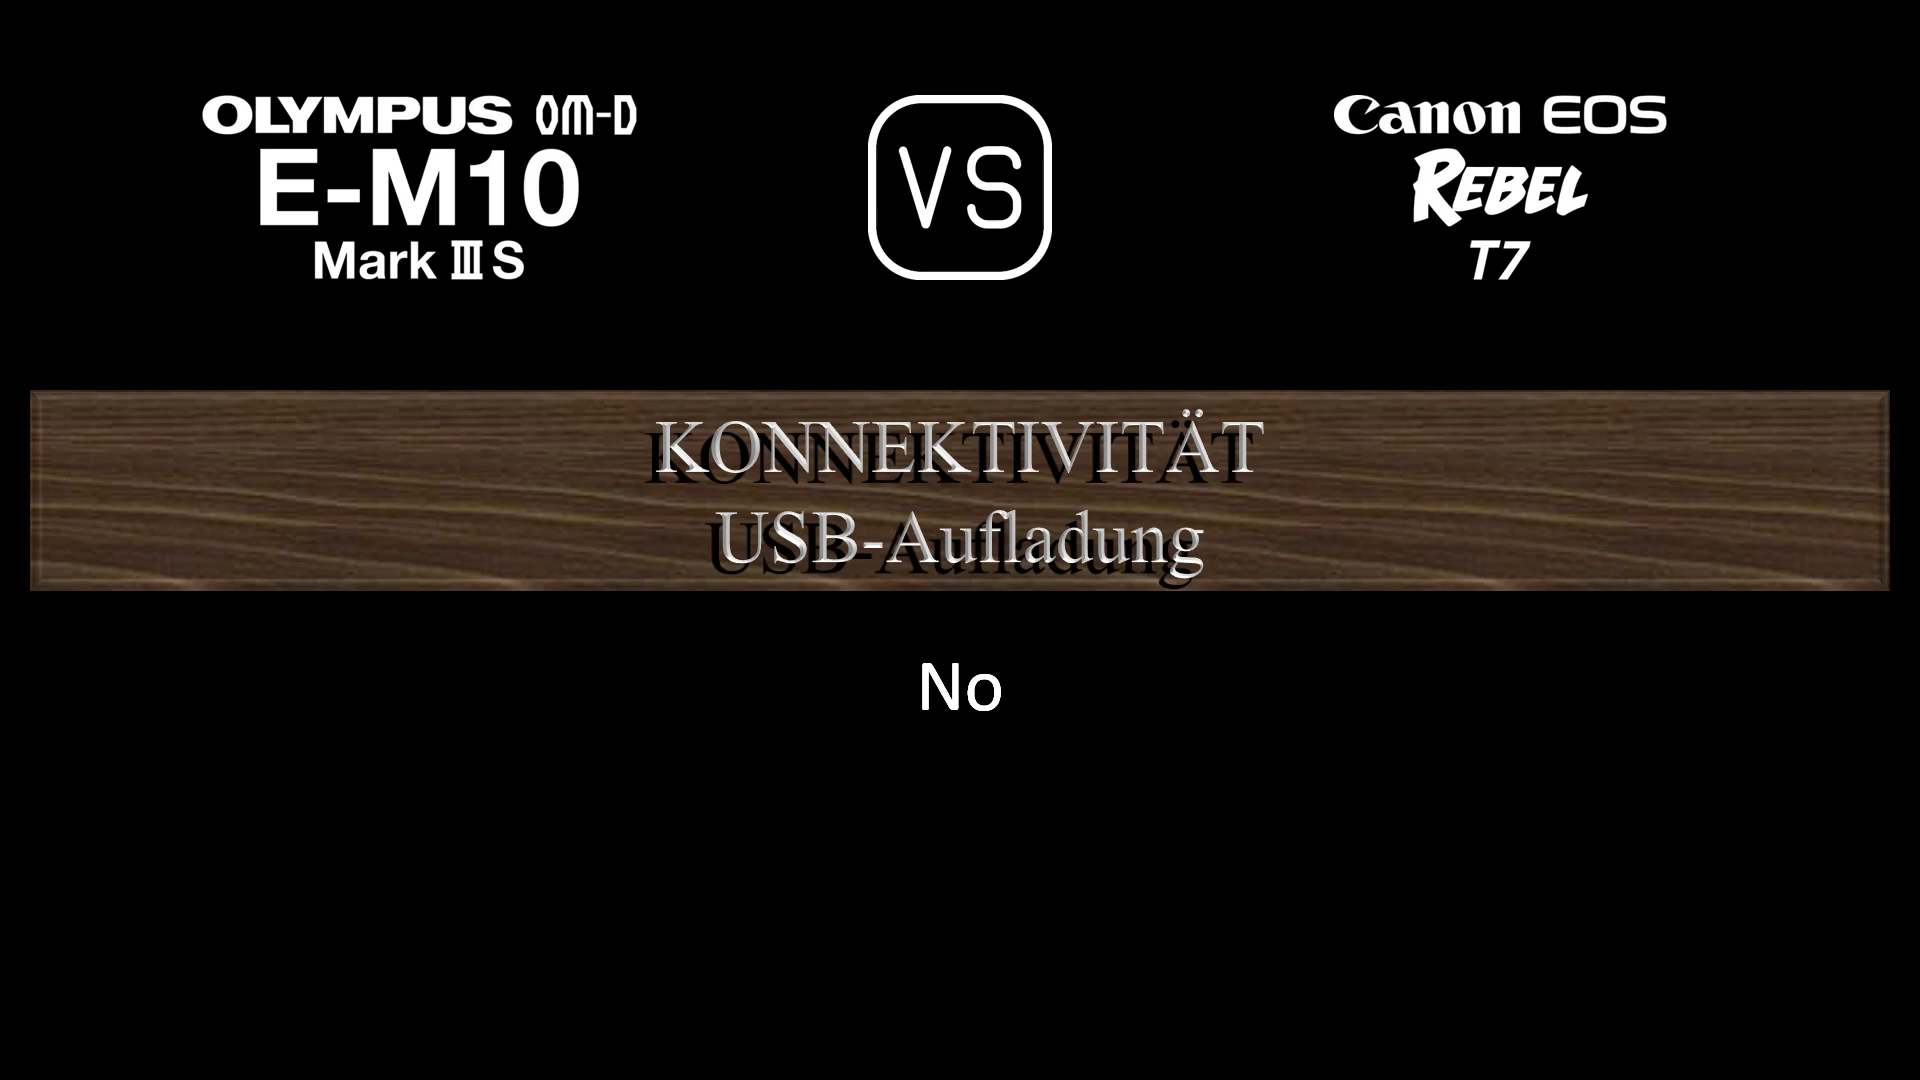 OLYMPUS OM-D
E-M10
Mark III S
VS
Canon EOS
REBEL
T7
KONNEKTIVITÄT
USB-Aufladung
No